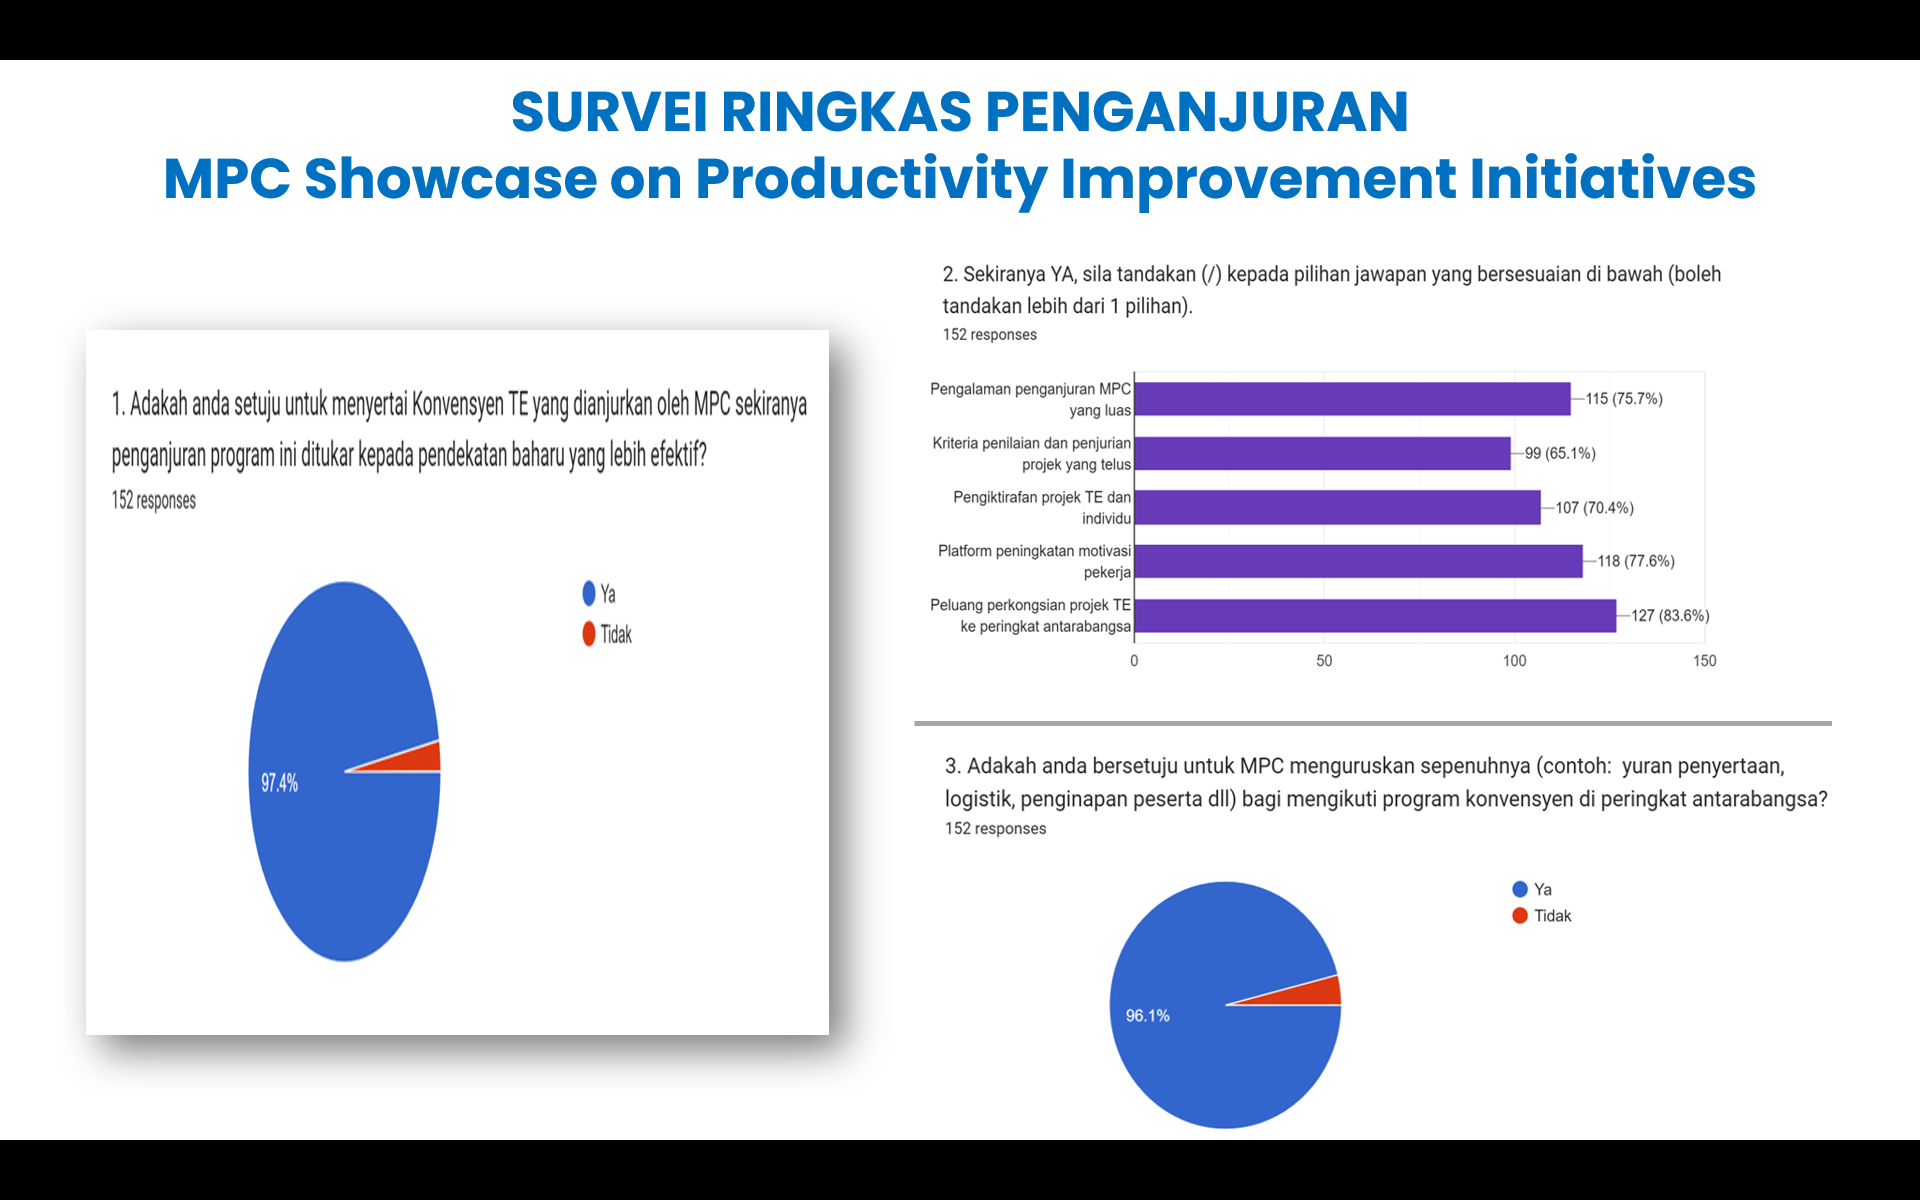 SURVEI RINGKAS PENGANJURAN
MPC Showcase on Productivity Improvement Initiatives
1. Adakah anda setuju untuk menyertai Konvensyen TE yang dianjurkan oleh MPC sekiranya
penganjuran program ini ditukar kepada pendekatan baharu yang lebih efektif?
152 responses
Ya
Tidak
97.4%
2. Sekiranya YA, sila tandakan (/) kepada pilihan jawapan yang bersesuaian di bawah (boleh
tandakan lebih dari 1 pilihan).
152 responses
Pengalaman penganjuran MPC
yang luas
115 (75.7%)
Kriteria penilaian dan penjurian
projek yang telus
99 (65.1%)
Pengiktirafan projek TE dan
individu
107 (70.4%)
Platform peningkatan motivasi
pekerja
118 (77.6%)
Peluang perkongsian projek TE
ke peringkat antarabangsa
127 (83.6%)
0 50 100 150
3. Adakah anda bersetuju untuk MPC menguruskan sepenuhnya (contoh:  yuran penyertaan,
logistik, penginapan peserta dll) bagi mengikuti program konvensyen di peringkat antarabangsa?
152 responses
Ya
Tidak
96.1%